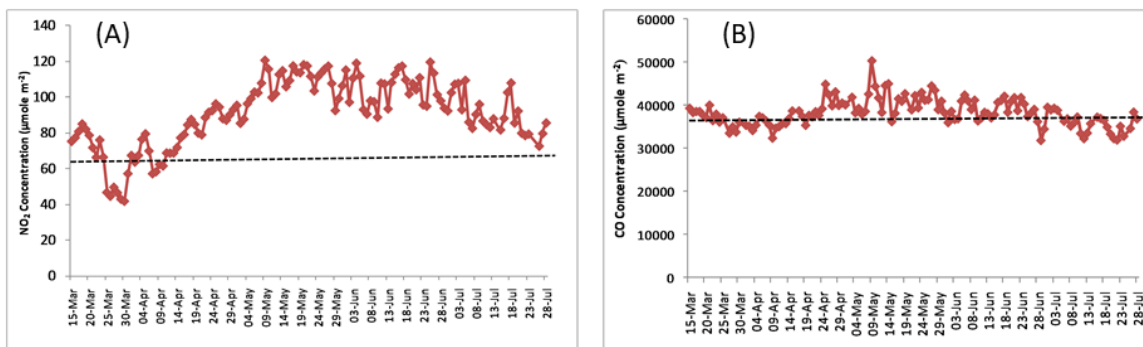 (A)
NO₂ Concentration (µmole m⁻²)
140
120
100
80
60
40
20
0
15-Mar
20-Mar
25-Mar
30-Mar
04-Apr
09-Apr
14-Apr
19-Apr
24-Apr
29-Apr
04-May
09-May
14-May
19-May
24-May
29-May
03-Jun
08-Jun
13-Jun
18-Jun
23-Jun
28-Jun
03-Jul
08-Jul
13-Jul
18-Jul
23-Jul
28-Jul
(B)
CO Concentration (µmole m⁻²)
60000
50000
40000
30000
20000
10000
0
15-Mar
20-Mar
25-Mar
30-Mar
04-Apr
09-Apr
14-Apr
19-Apr
24-Apr
29-Apr
04-May
09-May
14-May
19-May
24-May
29-May
03-Jun
08-Jun
13-Jun
18-Jun
23-Jun
28-Jun
03-Jul
08-Jul
13-Jul
18-Jul
23-Jul
28-Jul